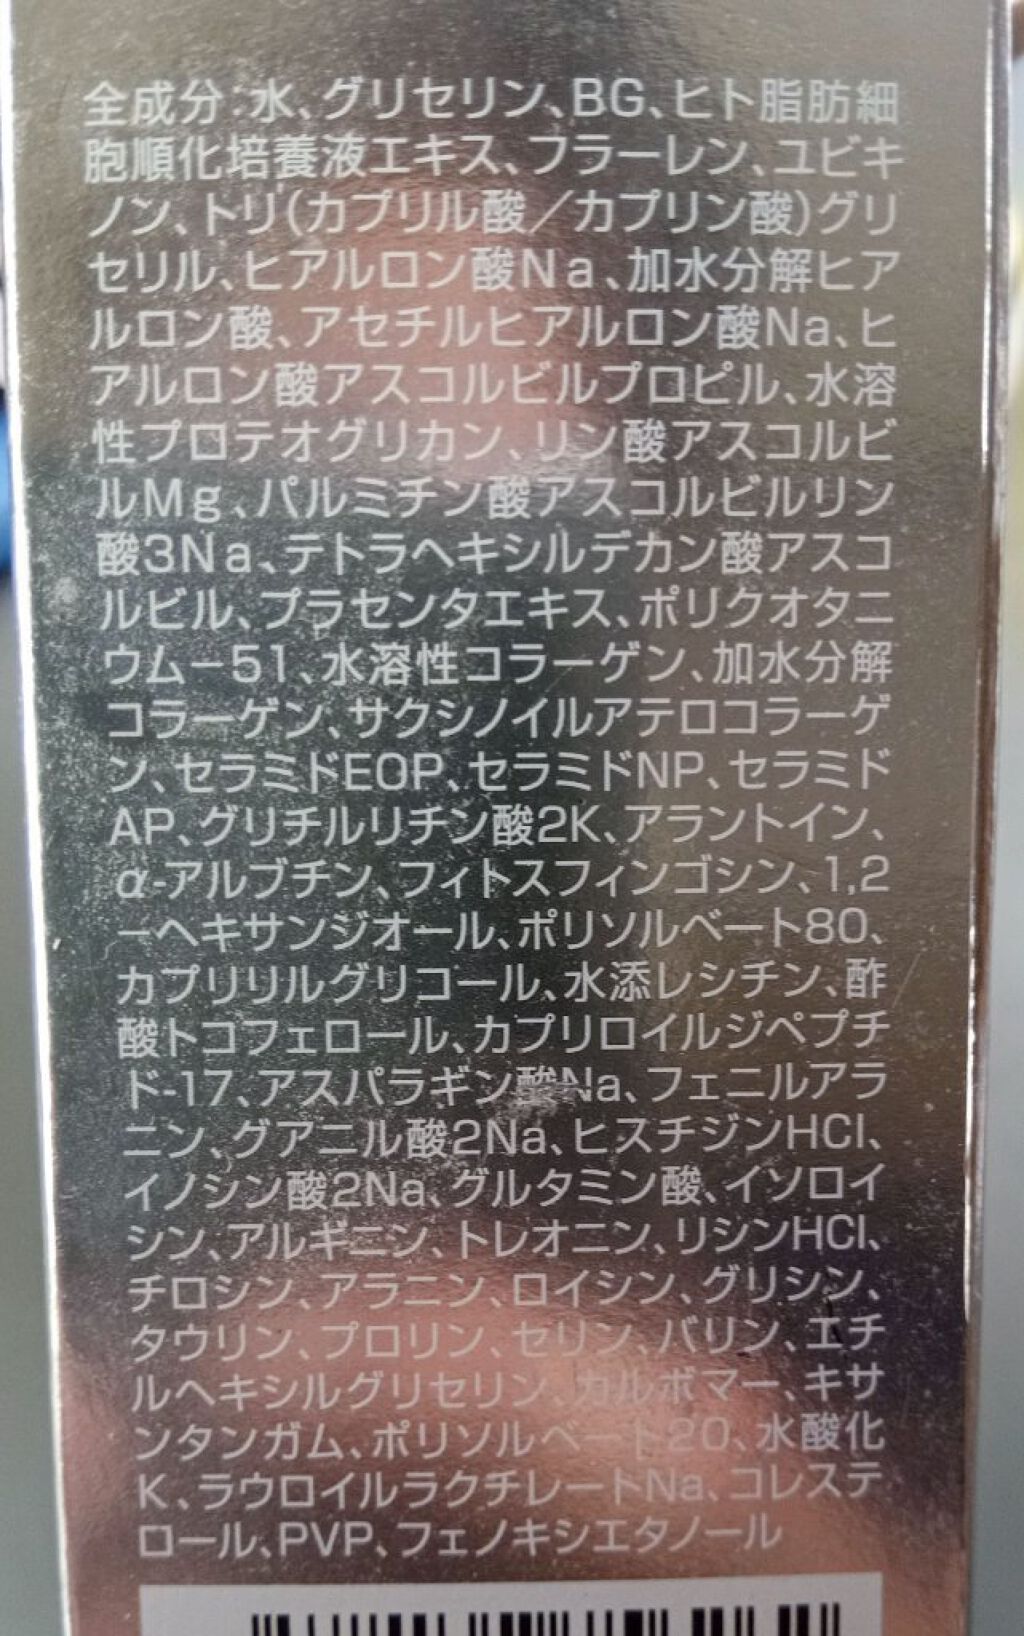 全成分:水、グリセリン、BG、ヒト脂肪細
胞順化培養液エキス、フラーレン、ユビキ
ノン、トリ(カプリル酸/カプリン酸)グリ
セリル、ヒアルロン酸Na、加水分解ヒア
ルロン酸、アセチルヒアルロン酸Na、ヒ
アルロン酸アスコルビルプロピル、水溶
性プロテオグリカン、リン酸アスコルビ
ルMg、パルミチン酸アスコルビルリン
酸3Na、テトラヘキシルデカン酸アスコ
ルビル、プラセンタエキス、ポリクオタニ
ウムー51、水溶性コラーゲン、加水分解
コラーゲン、サクシノイルアテロコラーゲ
ン、セラミドEOP、セラミドNP、セラミド
AP、グリチルリチン酸2K、アラントイン、
α-アルブチン、フィトスフィンゴシン、1,2
ーヘキサンジオール、ポリソルベート80、
カプリリルグリコール、水添レシチン、酢
酸トコフェロール、カプリロイルジペプチ
ド-17、アスパラギン酸Na、フェニルアラ
ニン、グアニル酸2Na、ヒスチジンHCl、
イノシン酸2Na、グルタミン酸、イソロイ
シン、アルギニン、トレオニン、リシンHCl、
チロシン、アラニン、ロイシン、グリシン、
タウリン、プロリン、セリン、バリン、エチ
ルヘキシルグリセリン、カルボマー、キサ
ンタンガム、ポリソルベート20、水酸化
K、ラウロイルラクチレートNa、コレステ
ロール、PVP、フェノキシエタノール